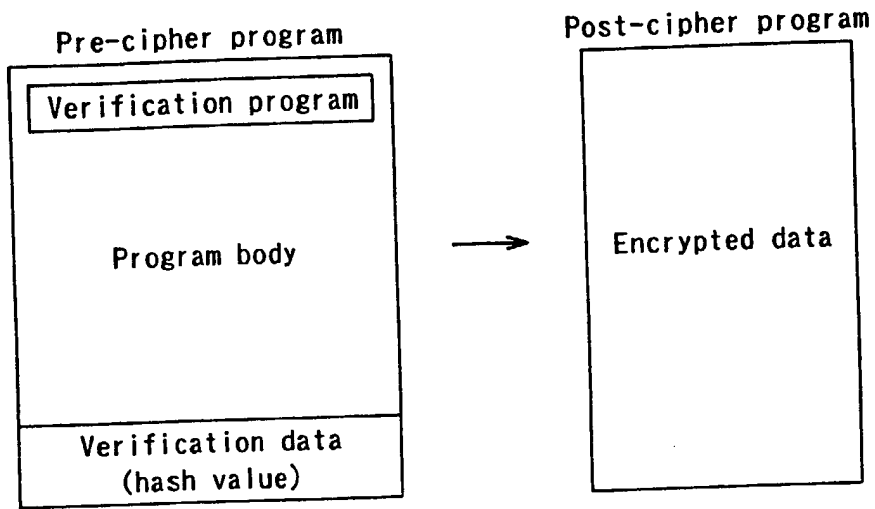 Pre-cipher program
Verification program
Program body
Verification data
(hash value)
Post-cipher program
Encrypted data